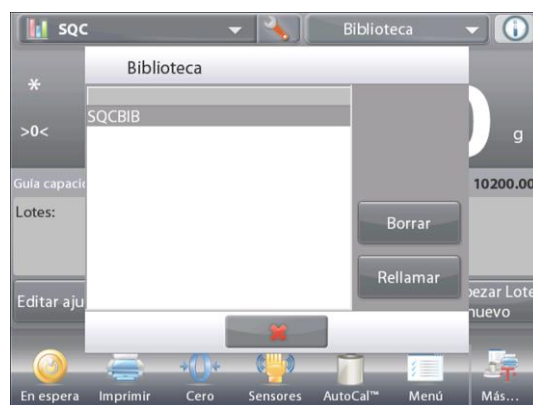 SQC
Biblioteca
Biblioteca
*
SQCBIB
>0<
g
Guía capacid
10200.00
Lotes:
Borrar
Rellamar
Editar aju
pezar Lote
nuevo
En espera
Imprimir
Cero
Sensores
AutoCal™
Menú
Más...